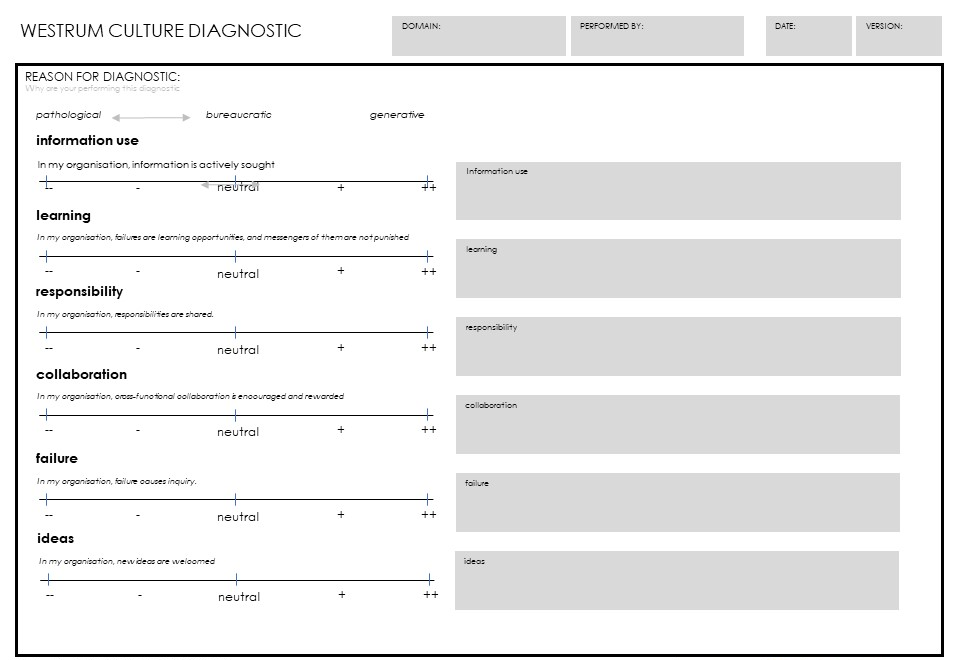 WESTRUM CULTURE DIAGNOSTIC
DOMAIN:
PERFORMED BY:
DATE:
VERSION:
REASON FOR DIAGNOSTIC:
Why are your performing this diagnostic
pathological bureaucratic generative
information use
In my organisation, information is actively sought
-- - neutral + ++
Information use
learning
In my organisation, failures are learning opportunities, and messengers of them are not punished
-- - neutral + ++
learning
responsibility
In my organisation, responsibilities are shared.
-- - neutral + ++
responsibility
collaboration
In my organisation, cross-functional collaboration is encouraged and rewarded
-- - neutral + ++
collaboration
failure
In my organisation, failure causes inquiry.
-- - neutral + ++
failure
ideas
In my organisation, new ideas are welcomed
-- - neutral + ++
ideas